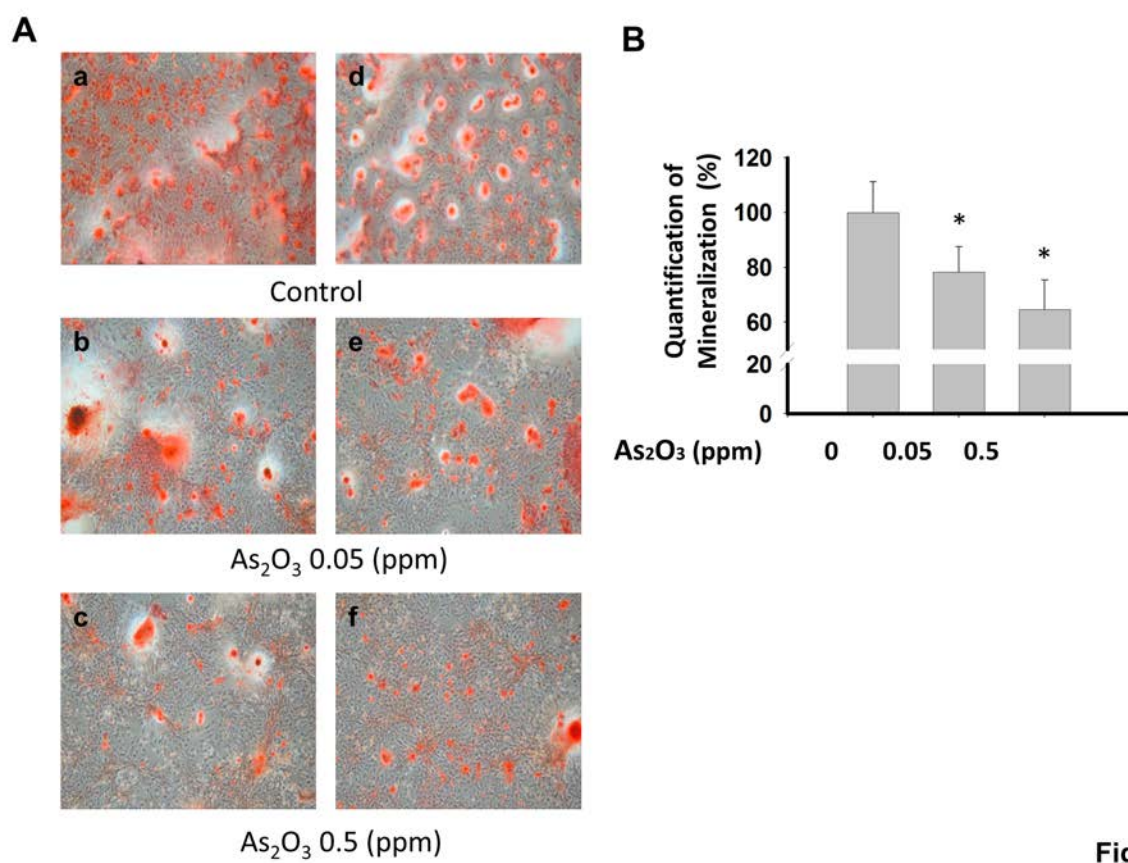 A
a
d
Control
b
e
As₂O₃ 0.05 (ppm)
c
f
As₂O₃ 0.5 (ppm)
B
Quantification of
Mineralization (%)
120
100
80
60
20
0
* *
As₂O₃ (ppm) 0 0.05 0.5
Fig